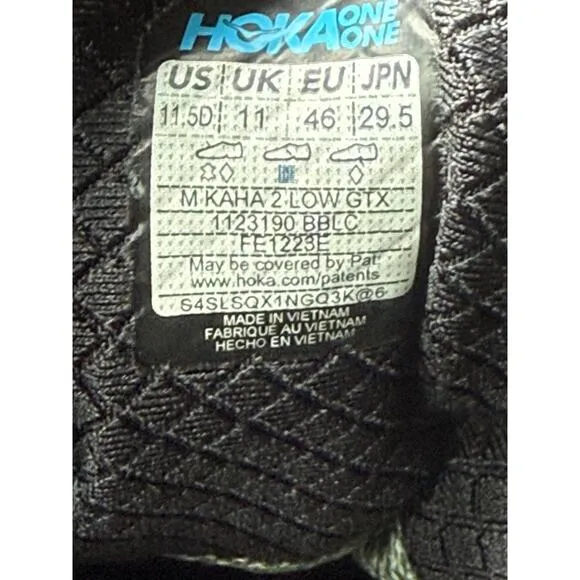 HOKA ONE ONE
US UK EU JPN
11.5D 11 46 29.5
M KAHA 2 LOW GTX
1123190 BBLC
FE1223E
May be covered by Pat.
www.hoka.com/patents
S4SLSQX1NGQ3K@6
MADE IN VIETNAM
FABRIQUE AU VIETNAM
HECHO EN VIETNAM